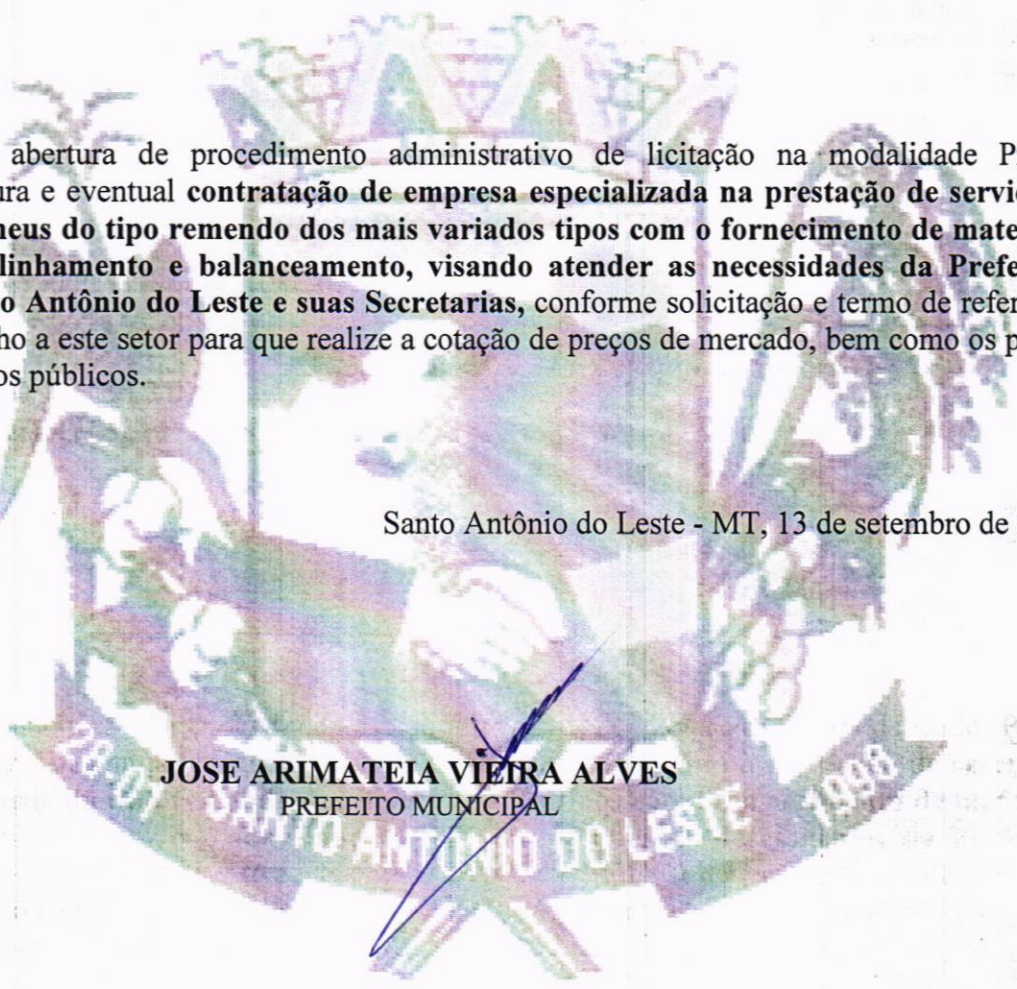 abertura de procedimento administrativo de licitação na modalidade P
ura e eventual contratação de empresa especializada na prestação de servi
neus do tipo remendo dos mais variados tipos com o fornecimento de mate
linhamento e balanceamento, visando atender as necessidades da Prefe
o Antônio do Leste e suas Secretarias, conforme solicitação e termo de refer
ho a este setor para que realize a cotação de preços de mercado, bem como os p
os públicos.
Santo Antônio do Leste - MT, 13 de setembro de
JOSE ARIMATEIA VIEIRA ALVES
PREFEITO MUNICIPAL
28-01 SANTO ANTONIO DO LESTE 1998